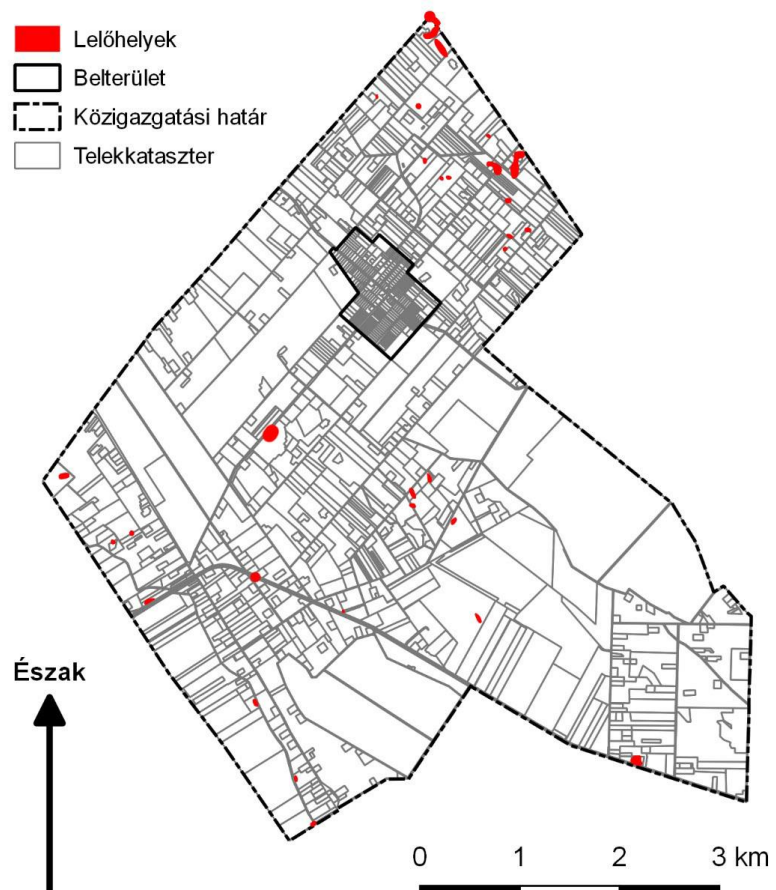 Lelőhelyek
Belterület
Közigazgatási határ
Telekkataszter
Észak
0 1 2 3 km